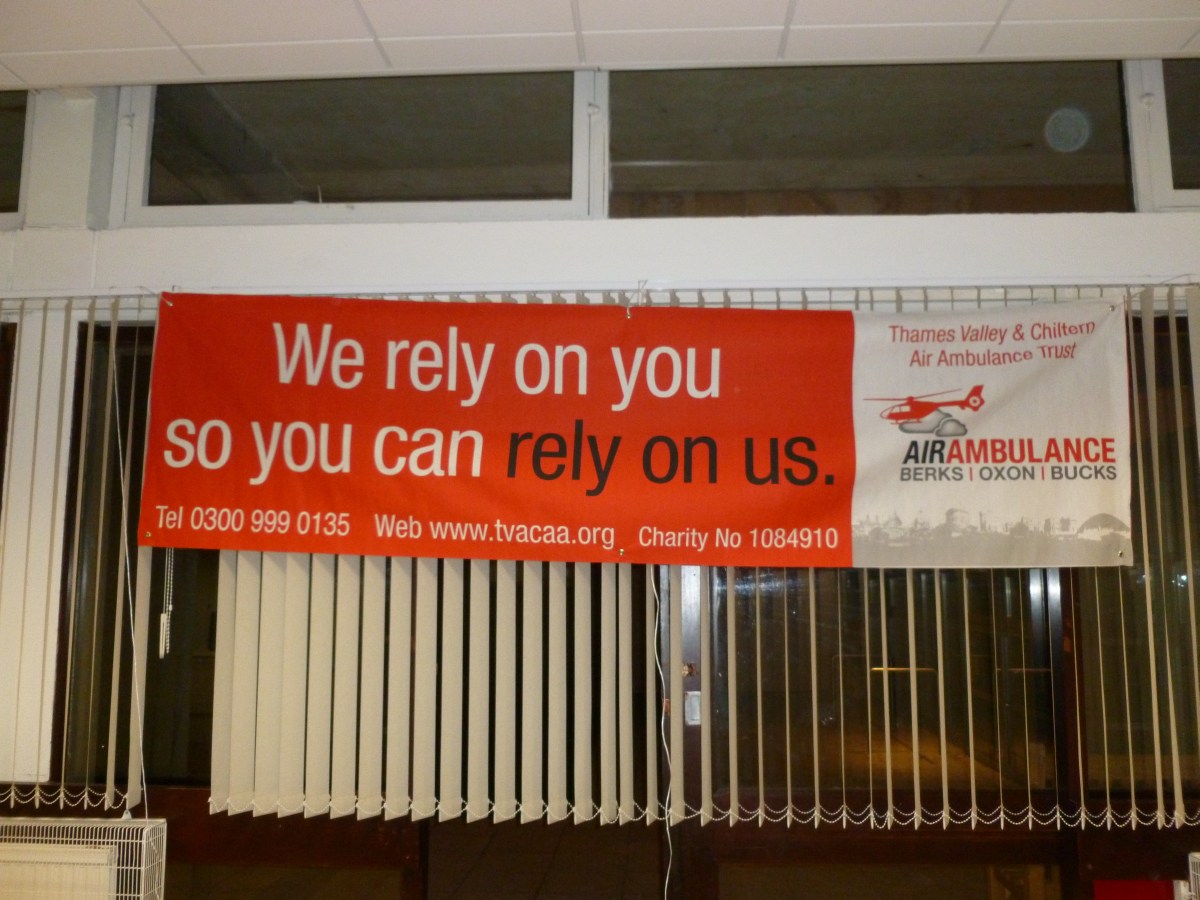 We rely on you
so you can rely on us.
Tel 0300 999 0135 Web www.tvacaa.org Charity No 1084910
Thames Valley & Chiltern
Air Ambulance Trust
AIRAMBULANCE
BERKS | OXON | BUCKS